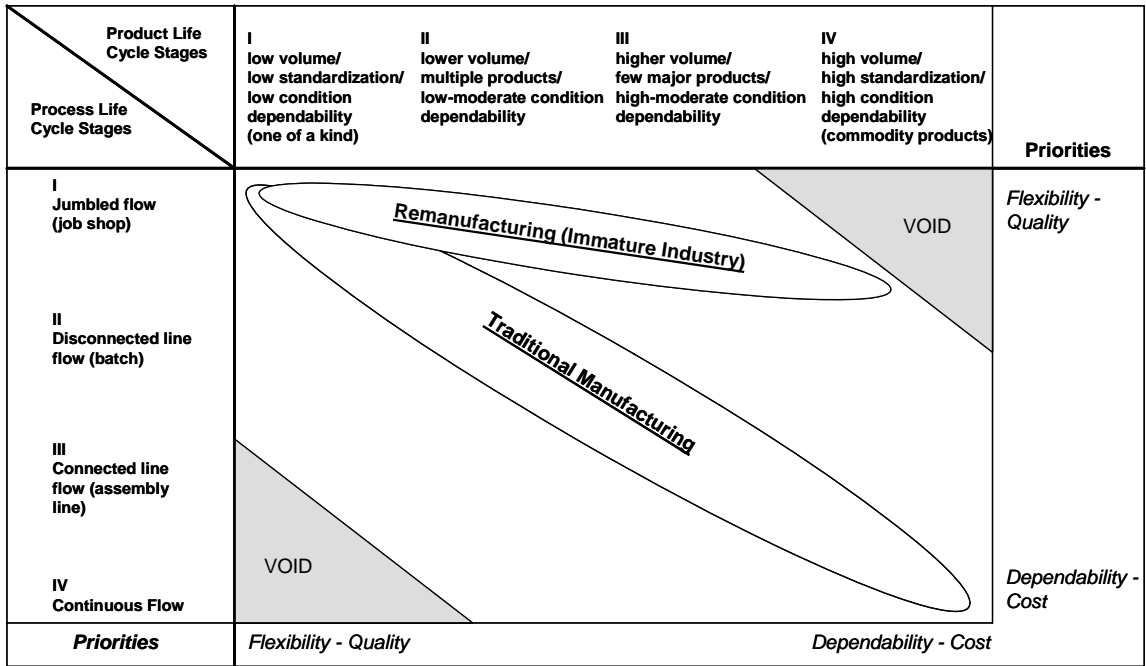 Product Life
Cycle Stages
Process Life
Cycle Stages
I
low volume/
low standardization/
low condition
dependability
(one of a kind)
II
lower volume/
multiple products/
low-moderate condition
dependability
III
higher volume/
few major products/
high-moderate condition
dependability
IV
high volume/
high standardization/
high condition
dependability
(commodity products)
Priorities
I
Jumbled flow
(job shop)
II
Disconnected line
flow (batch)
III
Connected line
flow (assembly
line)
IV
Continuous Flow
Remanufacturing (Immature Industry)
Traditional Manufacturing
VOID
VOID
Flexibility -
Quality
Dependability -
Cost
Priorities
Flexibility - Quality
Dependability - Cost